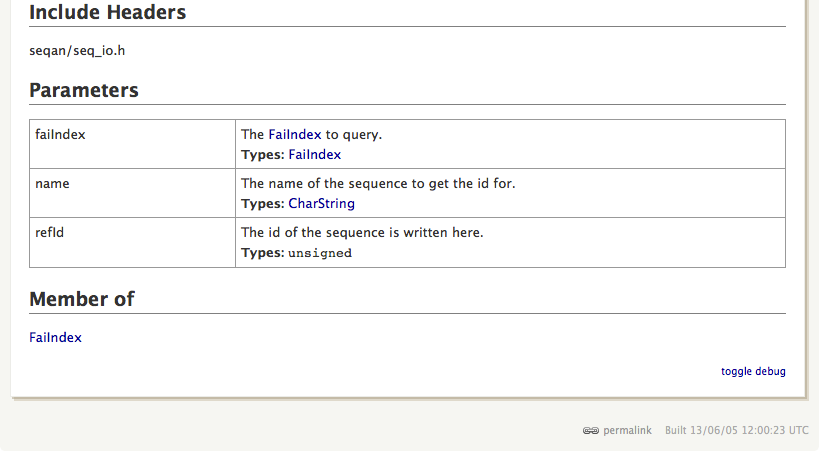 Include Headers
seqan/seq_io.h
Parameters
faiIndex
The FaiIndex to query.
Types: FaiIndex
name
The name of the sequence to get the id for.
Types: CharString
refId
The id of the sequence is written here.
Types: unsigned
Member of
FaiIndex
toggle debug
permalink Built 13/06/05 12:00:23 UTC